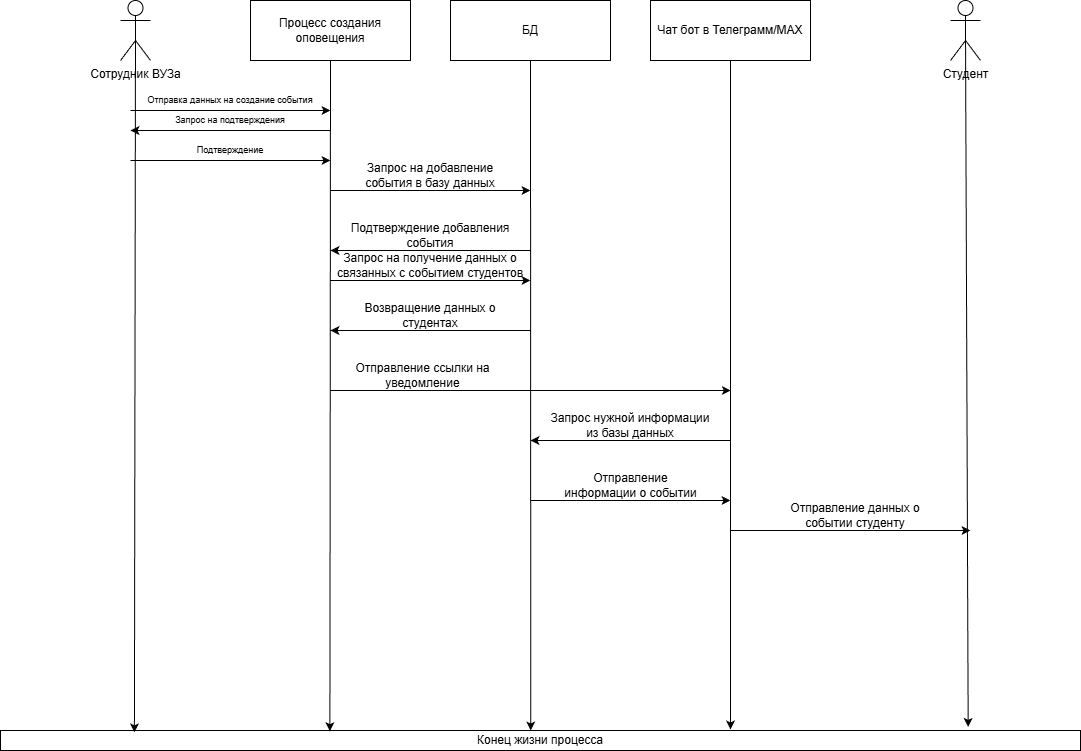 Процесс создания
оповещения
БД
Чат бот в Телеграмм/MAX
Сотрудник ВУЗа
Студент
Отправка данных на создание события
Запрос на подтверждения
Подтверждение
Запрос на добавление
события в базу данных
Подтверждение добавления
события
Запрос на получение данных о
связанных с событием студентов
Возвращение данных о
студентах
Отправление ссылки на
уведомление
Запрос нужной информации
из базы данных
Отправление
информации о событии
Отправление данных о
событии студенту
Конец жизни процесса